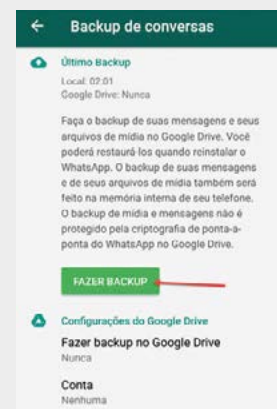 Backup de conversas
Último Backup
Local: 02:01
Google Drive: Nunca
Faça o backup de suas mensagens e seus
arquivos de mídia no Google Drive. Você
poderá restaurá-los quando reinstalar o
WhatsApp. O backup de suas mensagens
e de seus arquivos de mídia também será
feito na memória interna de seu telefone.
O backup de mídia e mensagens não é
protegido pela criptografia de ponta-a-
ponta do WhatsApp no Google Drive.
FAZER BACKUP
Configurações do Google Drive
Fazer backup no Google Drive
Nunca
Conta
Nenhuma